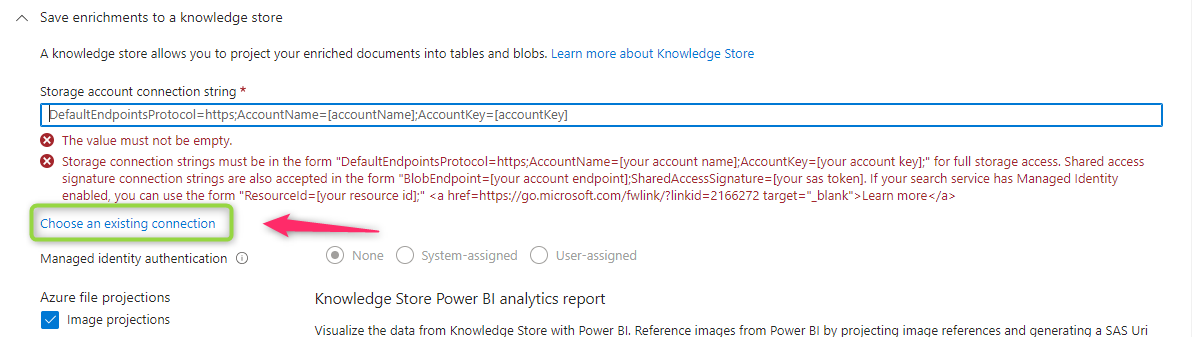 Save enrichments to a knowledge store
A knowledge store allows you to project your enriched documents into tables and blobs. Learn more about Knowledge Store
Storage account connection string *
DefaultEndpointsProtocol=https;AccountName=[accountName];AccountKey=[accountKey]
The value must not be empty.
Storage connection strings must be in the form "DefaultEndpointsProtocol=https;AccountName=[your account name];AccountKey=[your account key];" for full storage access. Shared access
signature connection strings are also accepted in the form "BlobEndpoint=[your account endpoint];SharedAccessSignature=[your sas token]. If your search service has Managed Identity
enabled, you can use the form "ResourceId=[your resource id];" <a href=https://go.microsoft.com/fwlink/?linkid=2166272 target="_blank">Learn more</a>
Choose an existing connection
Managed identity authentication None System-assigned User-assigned
Azure file projections
Image projections
Knowledge Store Power BI analytics report
Visualize the data from Knowledge Store with Power BI. Reference images from Power BI by projecting image references and generating a SAS Uri